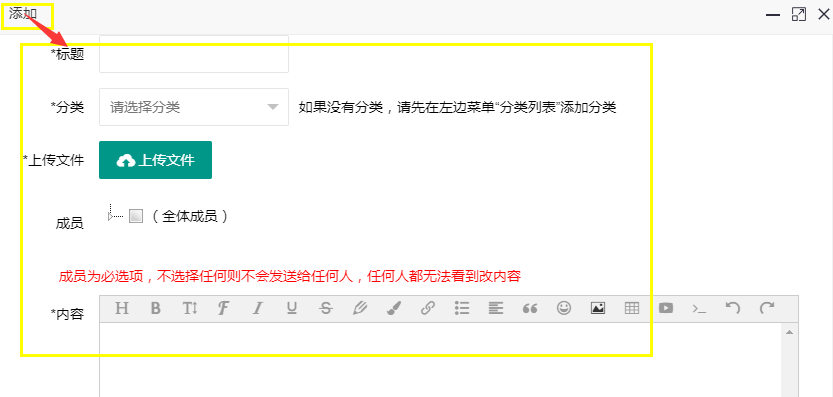 添加
*标题
*分类 请选择分类 如果没有分类，请先在左边菜单“分类列表”添加分类
*上传文件 上传文件
成员 （全体成员）
成员为必选项，不选择任何则不会发送给任何人，任何人都无法看到改内容
*内容